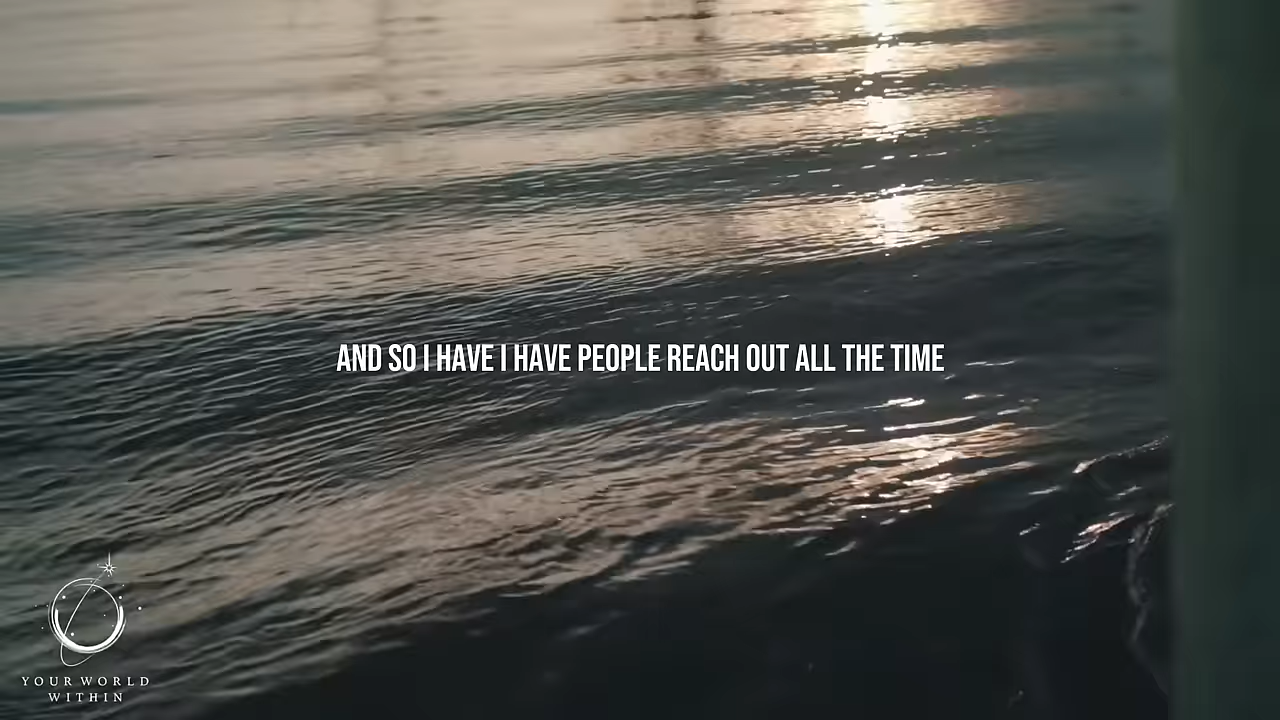 AND SO I HAVE I HAVE PEOPLE REACH OUT ALL THE TIME
YOUR WORLD
WITHIN